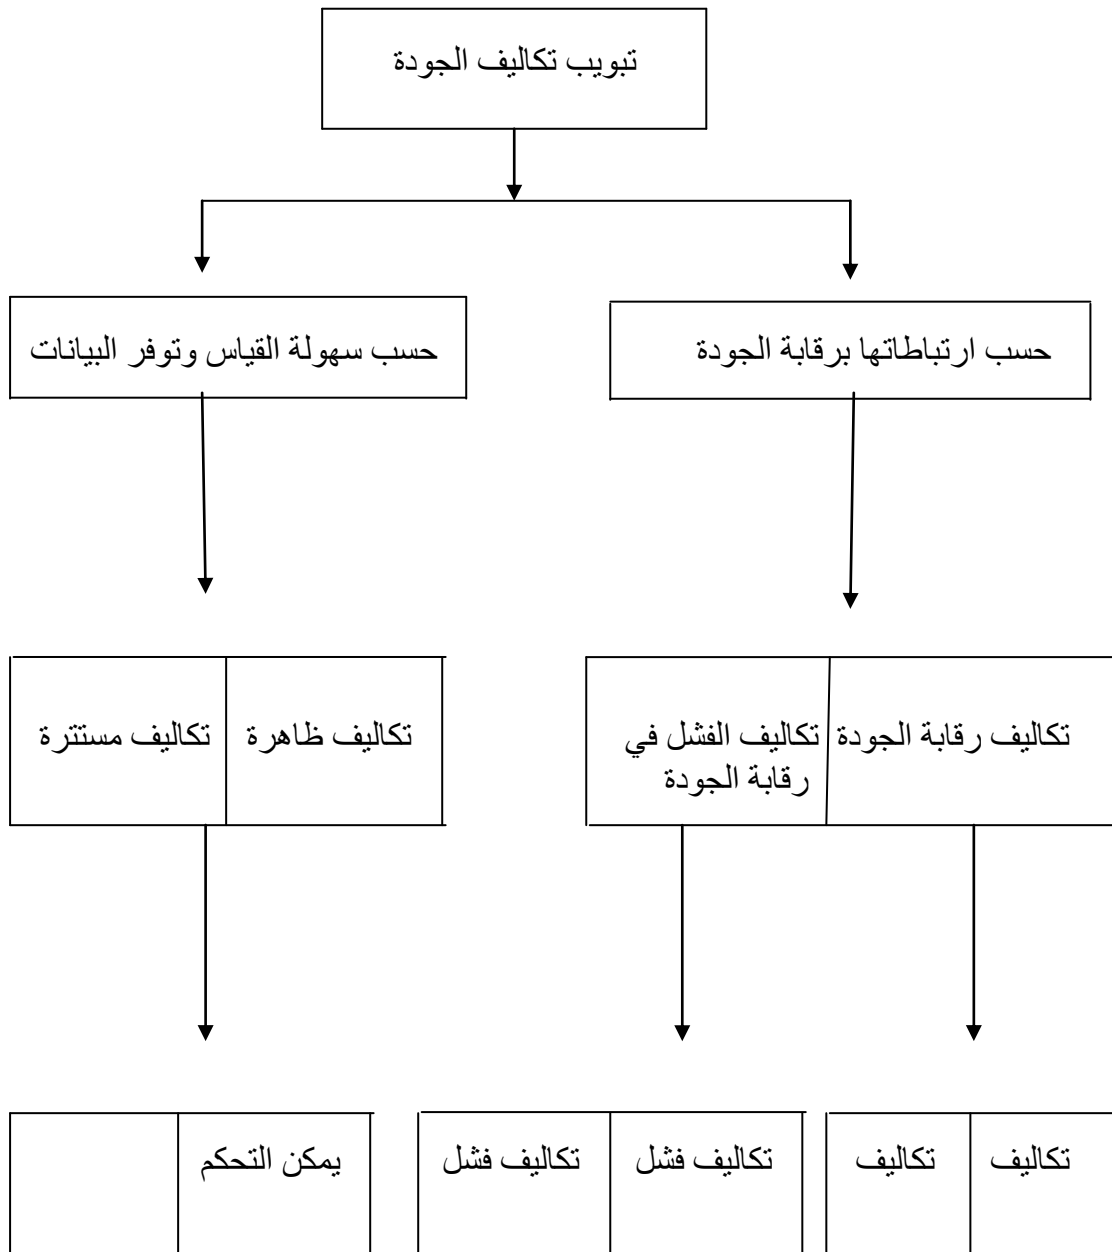 تبويب تكاليف الجودة
حسب ارتباطاتها برقابة الجودة
حسب سهولة القياس وتوفر البيانات
تكاليف رقابة الجودة
تكاليف الفشل في
رقابة الجودة
تكاليف ظاهرة
تكاليف مستترة
تكاليف
تكاليف
تكاليف فشل
تكاليف فشل
يمكن التحكم